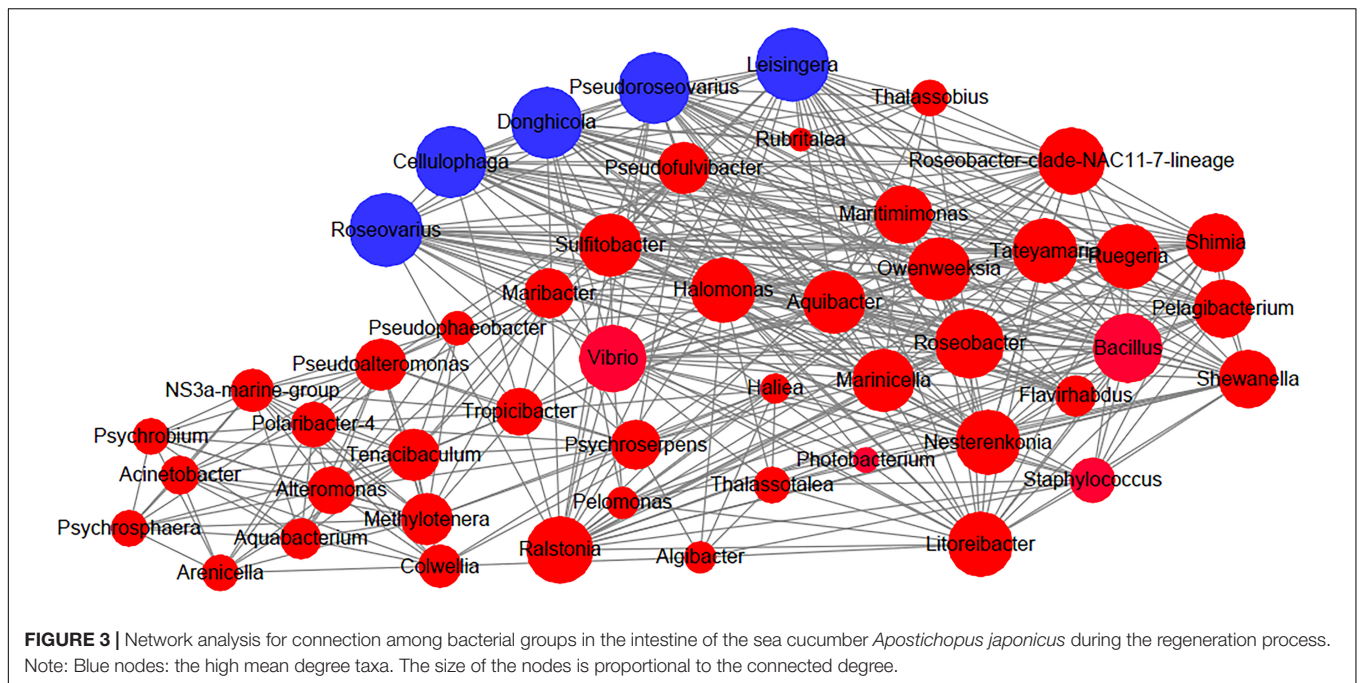 Leisingera
Pseudoroseovarius
Thalassobius
Donghicola
Rubritalea
Cellulophaga
Pseudofulvibacter
Roseobacter-clade-NAC11-7-lineage
Maritimimonas
Roseovarius
Sulfitobacter
Shimia
Tateyamaria
Ruegeria
Owenweeksia
Maribacter
Halomonas
Aquibacter
Pelagibacterium
Pseudophaeobacter
Roseobacter
Bacillus
Vibrio
Pseudoalteromonas
Marinicella
Shewanella
NS3a-marine-group
Haliea
Flavirhabdus
Tropicibacter
Polaribacter-4
Psychrobium
Psychroserpens
Nesterenkonia
Tenacibaculum
Photobacterium
Acinetobacter
Thalassotalea
Staphylococcus
Alteromonas
Pelomonas
Methylotenera
Psychrosphaera
Aquabacterium
Ralstonia
Litoreibacter
Algibacter
Colwellia
Arenicella
FIGURE 3 | Network analysis for connection among bacterial groups in the intestine of the sea cucumber Apostichopus japonicus during the regeneration process.
Note: Blue nodes: the high mean degree taxa. The size of the nodes is proportional to the connected degree.